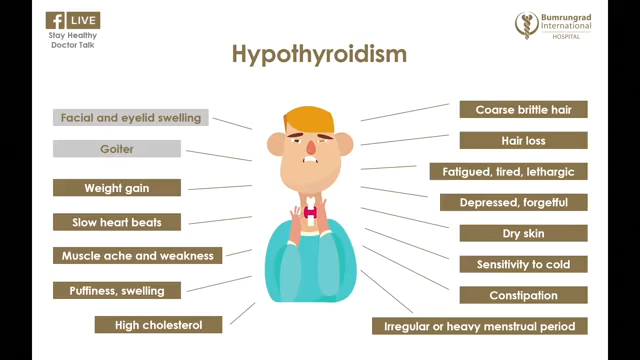 f LIVE
Stay Healthy
Doctor Talk
Bumrungrad
International
HOSPITAL
Hypothyroidism
Facial and eyelid swelling
Goiter
Weight gain
Slow heart beats
Muscle ache and weakness
Puffiness, swelling
High cholesterol
Coarse brittle hair
Hair loss
Fatigued, tired, lethargic
Depressed, forgetful
Dry skin
Sensitivity to cold
Constipation
Irregular or heavy menstrual period